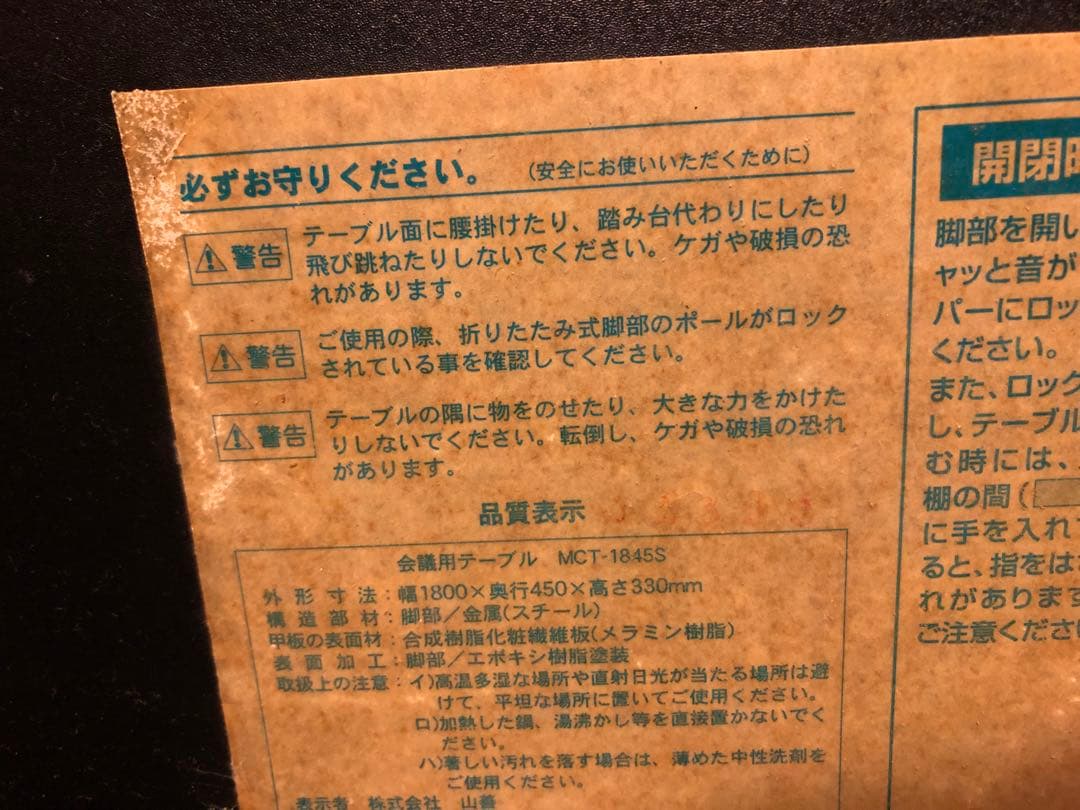 必ずお守りください。 (安全にお使いいただくために)
警告 テーブル面に腰掛けたり、踏み台代わりにしたり
飛び跳ねたりしないでください。ケガや破損の恐
れがあります。
警告 ご使用の際、折りたたみ式脚部のポールがロック
されている事を確認してください。
警告 テーブルの隅に物をのせたり、大きな力をかけた
りしないでください。転倒し、ケガや破損の恐れ
があります。
品質表示
会議用テーブル MCT-1845S
外形寸法:幅1800×奥行450×高さ330mm
構造部材:脚部/金属(スチール)
甲板の表面材:合成樹脂化粧繊維板(メラミン樹脂)
表面加工:脚部/エポキシ樹脂塗装
取扱上の注意:イ)高温多湿な場所や直射日光が当たる場所は避
けて、平坦な場所に置いてご使用ください。
ロ)加熱した鍋、湯沸かし等を直接置かないでく
ださい。
ハ)著しい汚れを落す場合は、薄めた中性洗剤を
ご使用ください。
表示者 株式会社 山善
開閉時
脚部を開い
ャッと音が
パーにロッ
ください。
また、ロック
し、テーブル
む時には、
棚の間(
に手を入れ
ると、指をは
れがあります
ご注意くださ